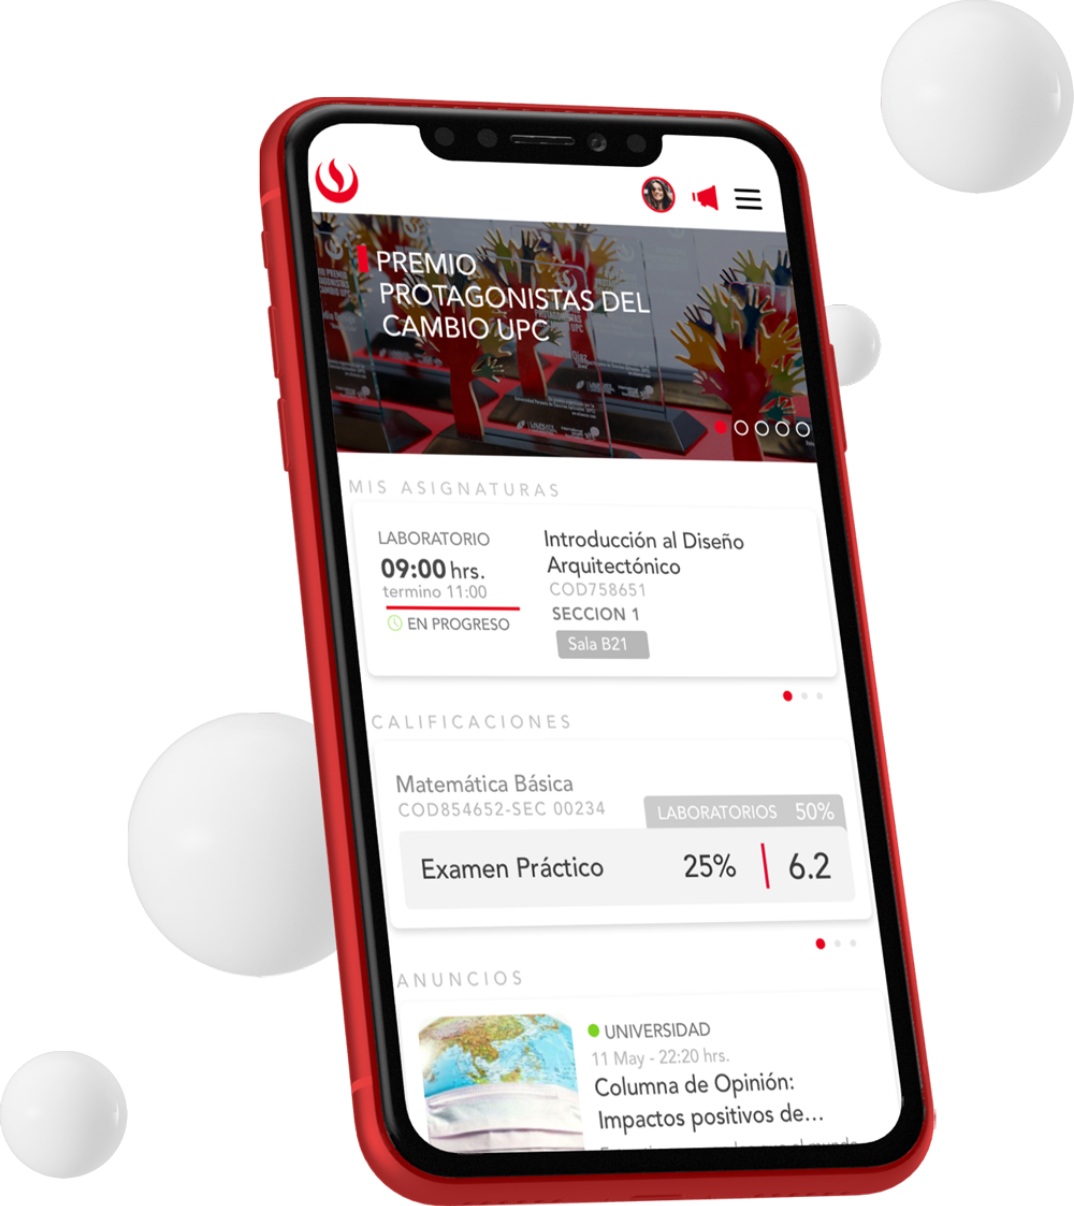 PREMIO
PROTAGONISTAS DEL
CAMBIO UPC
MIS ASIGNATURAS
LABORATORIO
09:00 hrs.
termino 11:00
EN PROGRESO
Introducción al Diseño
Arquitectónico
COD758651
SECCION 1
Sala B21
CALIFICACIONES
Matemática Básica
COD854652-SEC 00234
LABORATORIOS 50%
Examen Práctico 25% 6.2
ANUNCIOS
UNIVERSIDAD
11 May - 22:20 hrs.
Columna de Opinión:
Impactos positivos de...